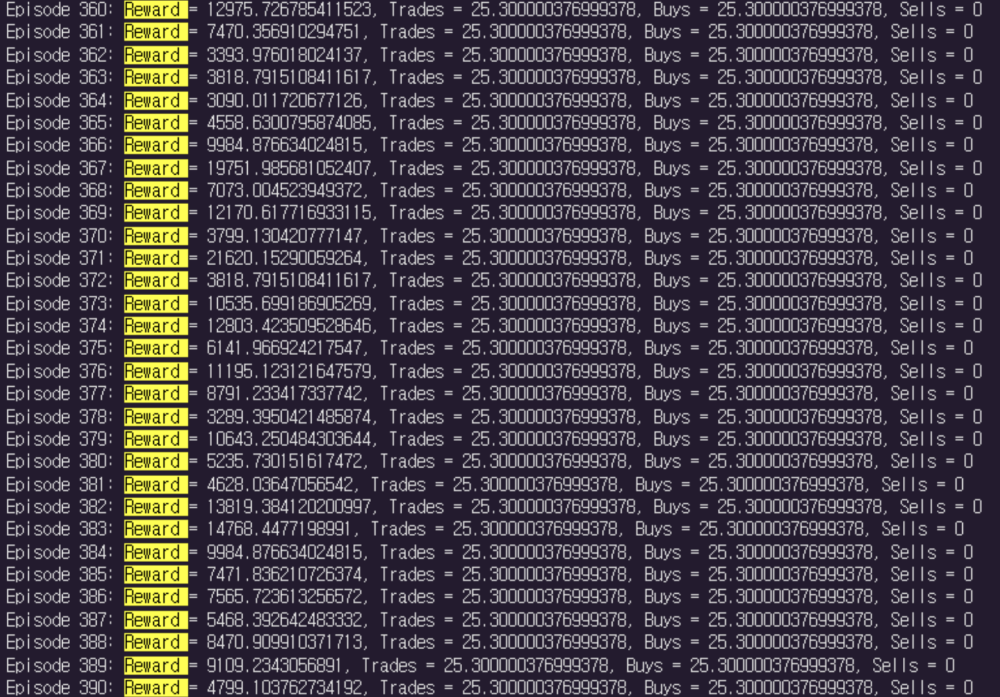 Episode 360: Reward = 12975.726785411523, Trades = 25.300000376999378, Buys = 25.300000376999378, Sells = 0
Episode 361: Reward = 7470.356910294751, Trades = 25.300000376999378, Buys = 25.300000376999378, Sells = 0
Episode 362: Reward = 3393.976018024137, Trades = 25.300000376999378, Buys = 25.300000376999378, Sells = 0
Episode 363: Reward = 3818.7915108411617, Trades = 25.300000376999378, Buys = 25.300000376999378, Sells = 0
Episode 364: Reward = 3090.011720677126, Trades = 25.300000376999378, Buys = 25.300000376999378, Sells = 0
Episode 365: Reward = 4558.6300795874085, Trades = 25.300000376999378, Buys = 25.300000376999378, Sells = 0
Episode 366: Reward = 9984.876634024815, Trades = 25.300000376999378, Buys = 25.300000376999378, Sells = 0
Episode 367: Reward = 19751.985681052407, Trades = 25.300000376999378, Buys = 25.300000376999378, Sells = 0
Episode 368: Reward = 7073.004523949372, Trades = 25.300000376999378, Buys = 25.300000376999378, Sells = 0
Episode 369: Reward = 12170.617716933115, Trades = 25.300000376999378, Buys = 25.300000376999378, Sells = 0
Episode 370: Reward = 3799.130420777147, Trades = 25.300000376999378, Buys = 25.300000376999378, Sells = 0
Episode 371: Reward = 21620.15290059264, Trades = 25.300000376999378, Buys = 25.300000376999378, Sells = 0
Episode 372: Reward = 3818.7915108411617, Trades = 25.300000376999378, Buys = 25.300000376999378, Sells = 0
Episode 373: Reward = 10535.699186905269, Trades = 25.300000376999378, Buys = 25.300000376999378, Sells = 0
Episode 374: Reward = 12803.423509528646, Trades = 25.300000376999378, Buys = 25.300000376999378, Sells = 0
Episode 375: Reward = 6141.966924217547, Trades = 25.300000376999378, Buys = 25.300000376999378, Sells = 0
Episode 376: Reward = 11195.123121647579, Trades = 25.300000376999378, Buys = 25.300000376999378, Sells = 0
Episode 377: Reward = 8791.233417337742, Trades = 25.300000376999378, Buys = 25.300000376999378, Sells = 0
Episode 378: Reward = 3289.3950421485874, Trades = 25.300000376999378, Buys = 25.300000376999378, Sells = 0
Episode 379: Reward = 10643.250484303644, Trades = 25.300000376999378, Buys = 25.300000376999378, Sells = 0
Episode 380: Reward = 5235.730151617472, Trades = 25.300000376999378, Buys = 25.300000376999378, Sells = 0
Episode 381: Reward = 4628.03647056542, Trades = 25.300000376999378, Buys = 25.300000376999378, Sells = 0
Episode 382: Reward = 13819.384120200997, Trades = 25.300000376999378, Buys = 25.300000376999378, Sells = 0
Episode 383: Reward = 14768.4477198991, Trades = 25.300000376999378, Buys = 25.300000376999378, Sells = 0
Episode 384: Reward = 9984.876634024815, Trades = 25.300000376999378, Buys = 25.300000376999378, Sells = 0
Episode 385: Reward = 7471.836210726374, Trades = 25.300000376999378, Buys = 25.300000376999378, Sells = 0
Episode 386: Reward = 7565.723613256572, Trades = 25.300000376999378, Buys = 25.300000376999378, Sells = 0
Episode 387: Reward = 5468.392642483332, Trades = 25.300000376999378, Buys = 25.300000376999378, Sells = 0
Episode 388: Reward = 8470.909910371713, Trades = 25.300000376999378, Buys = 25.300000376999378, Sells = 0
Episode 389: Reward = 9109.2343056891, Trades = 25.300000376999378, Buys = 25.300000376999378, Sells = 0
Episode 390: Reward = 4799.103762734192, Trades = 25.300000376999378, Buys = 25.300000376999378, Sells = 0